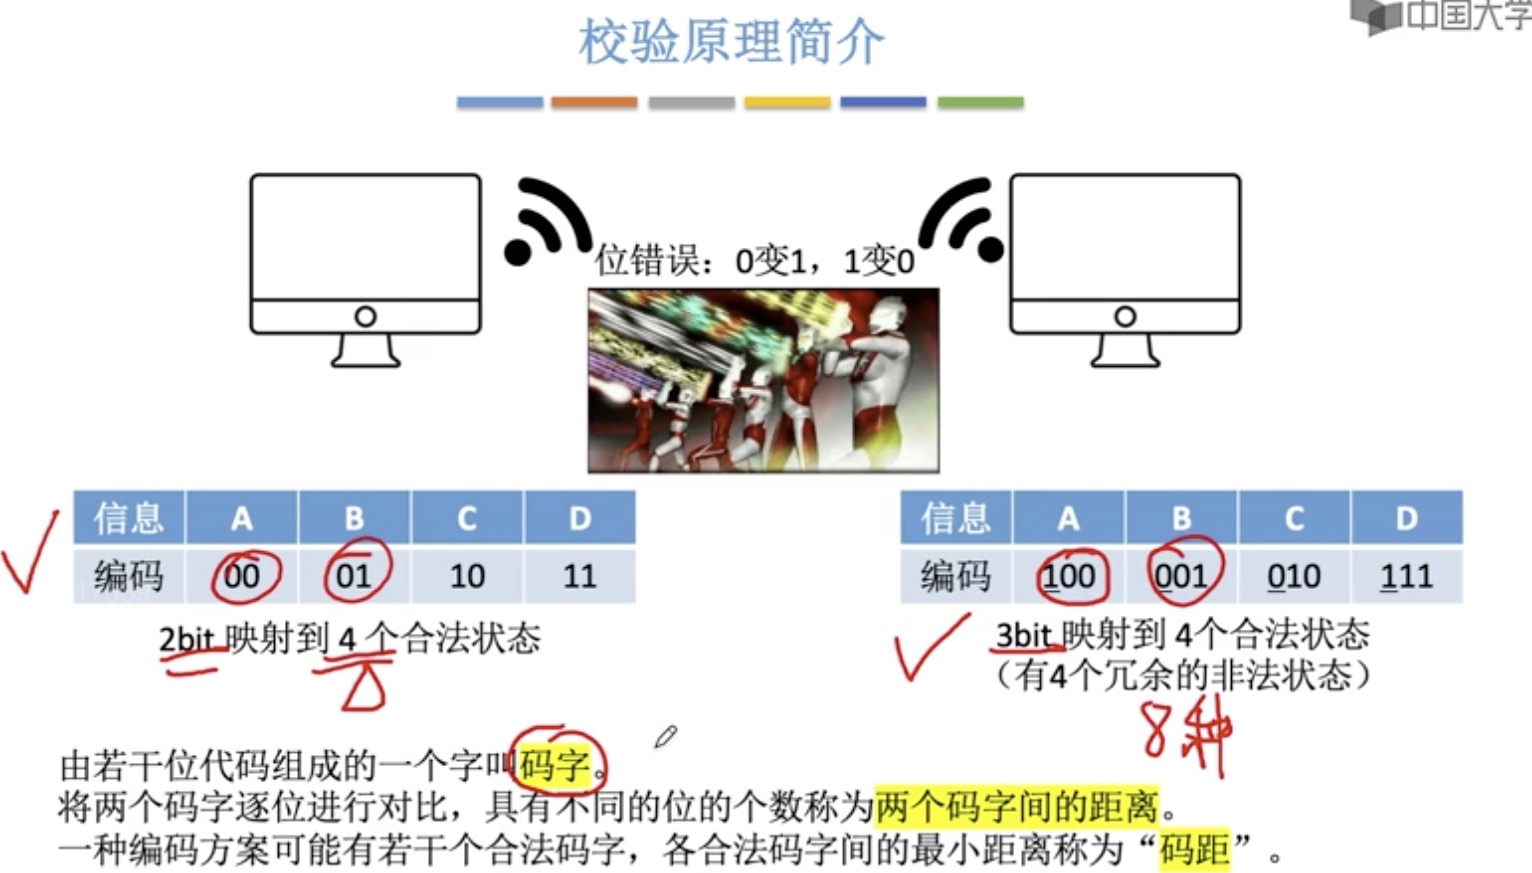 中国大学
校验原理简介
位错误：0变1，1变0
信息 A B C D
编码 00 01 10 11
2bit 映射到 4 个合法状态
信息 A B C D
编码 100 001 010 111
3bit 映射到 4个合法状态
（有4个冗余的非法状态）
8种
由若干位代码组成的一个字叫码字。
将两个码字逐位进行对比，具有不同的位的个数称为两个码字间的距离。
一种编码方案可能有若干个合法码字，各合法码字间的最小距离称为“码距”。